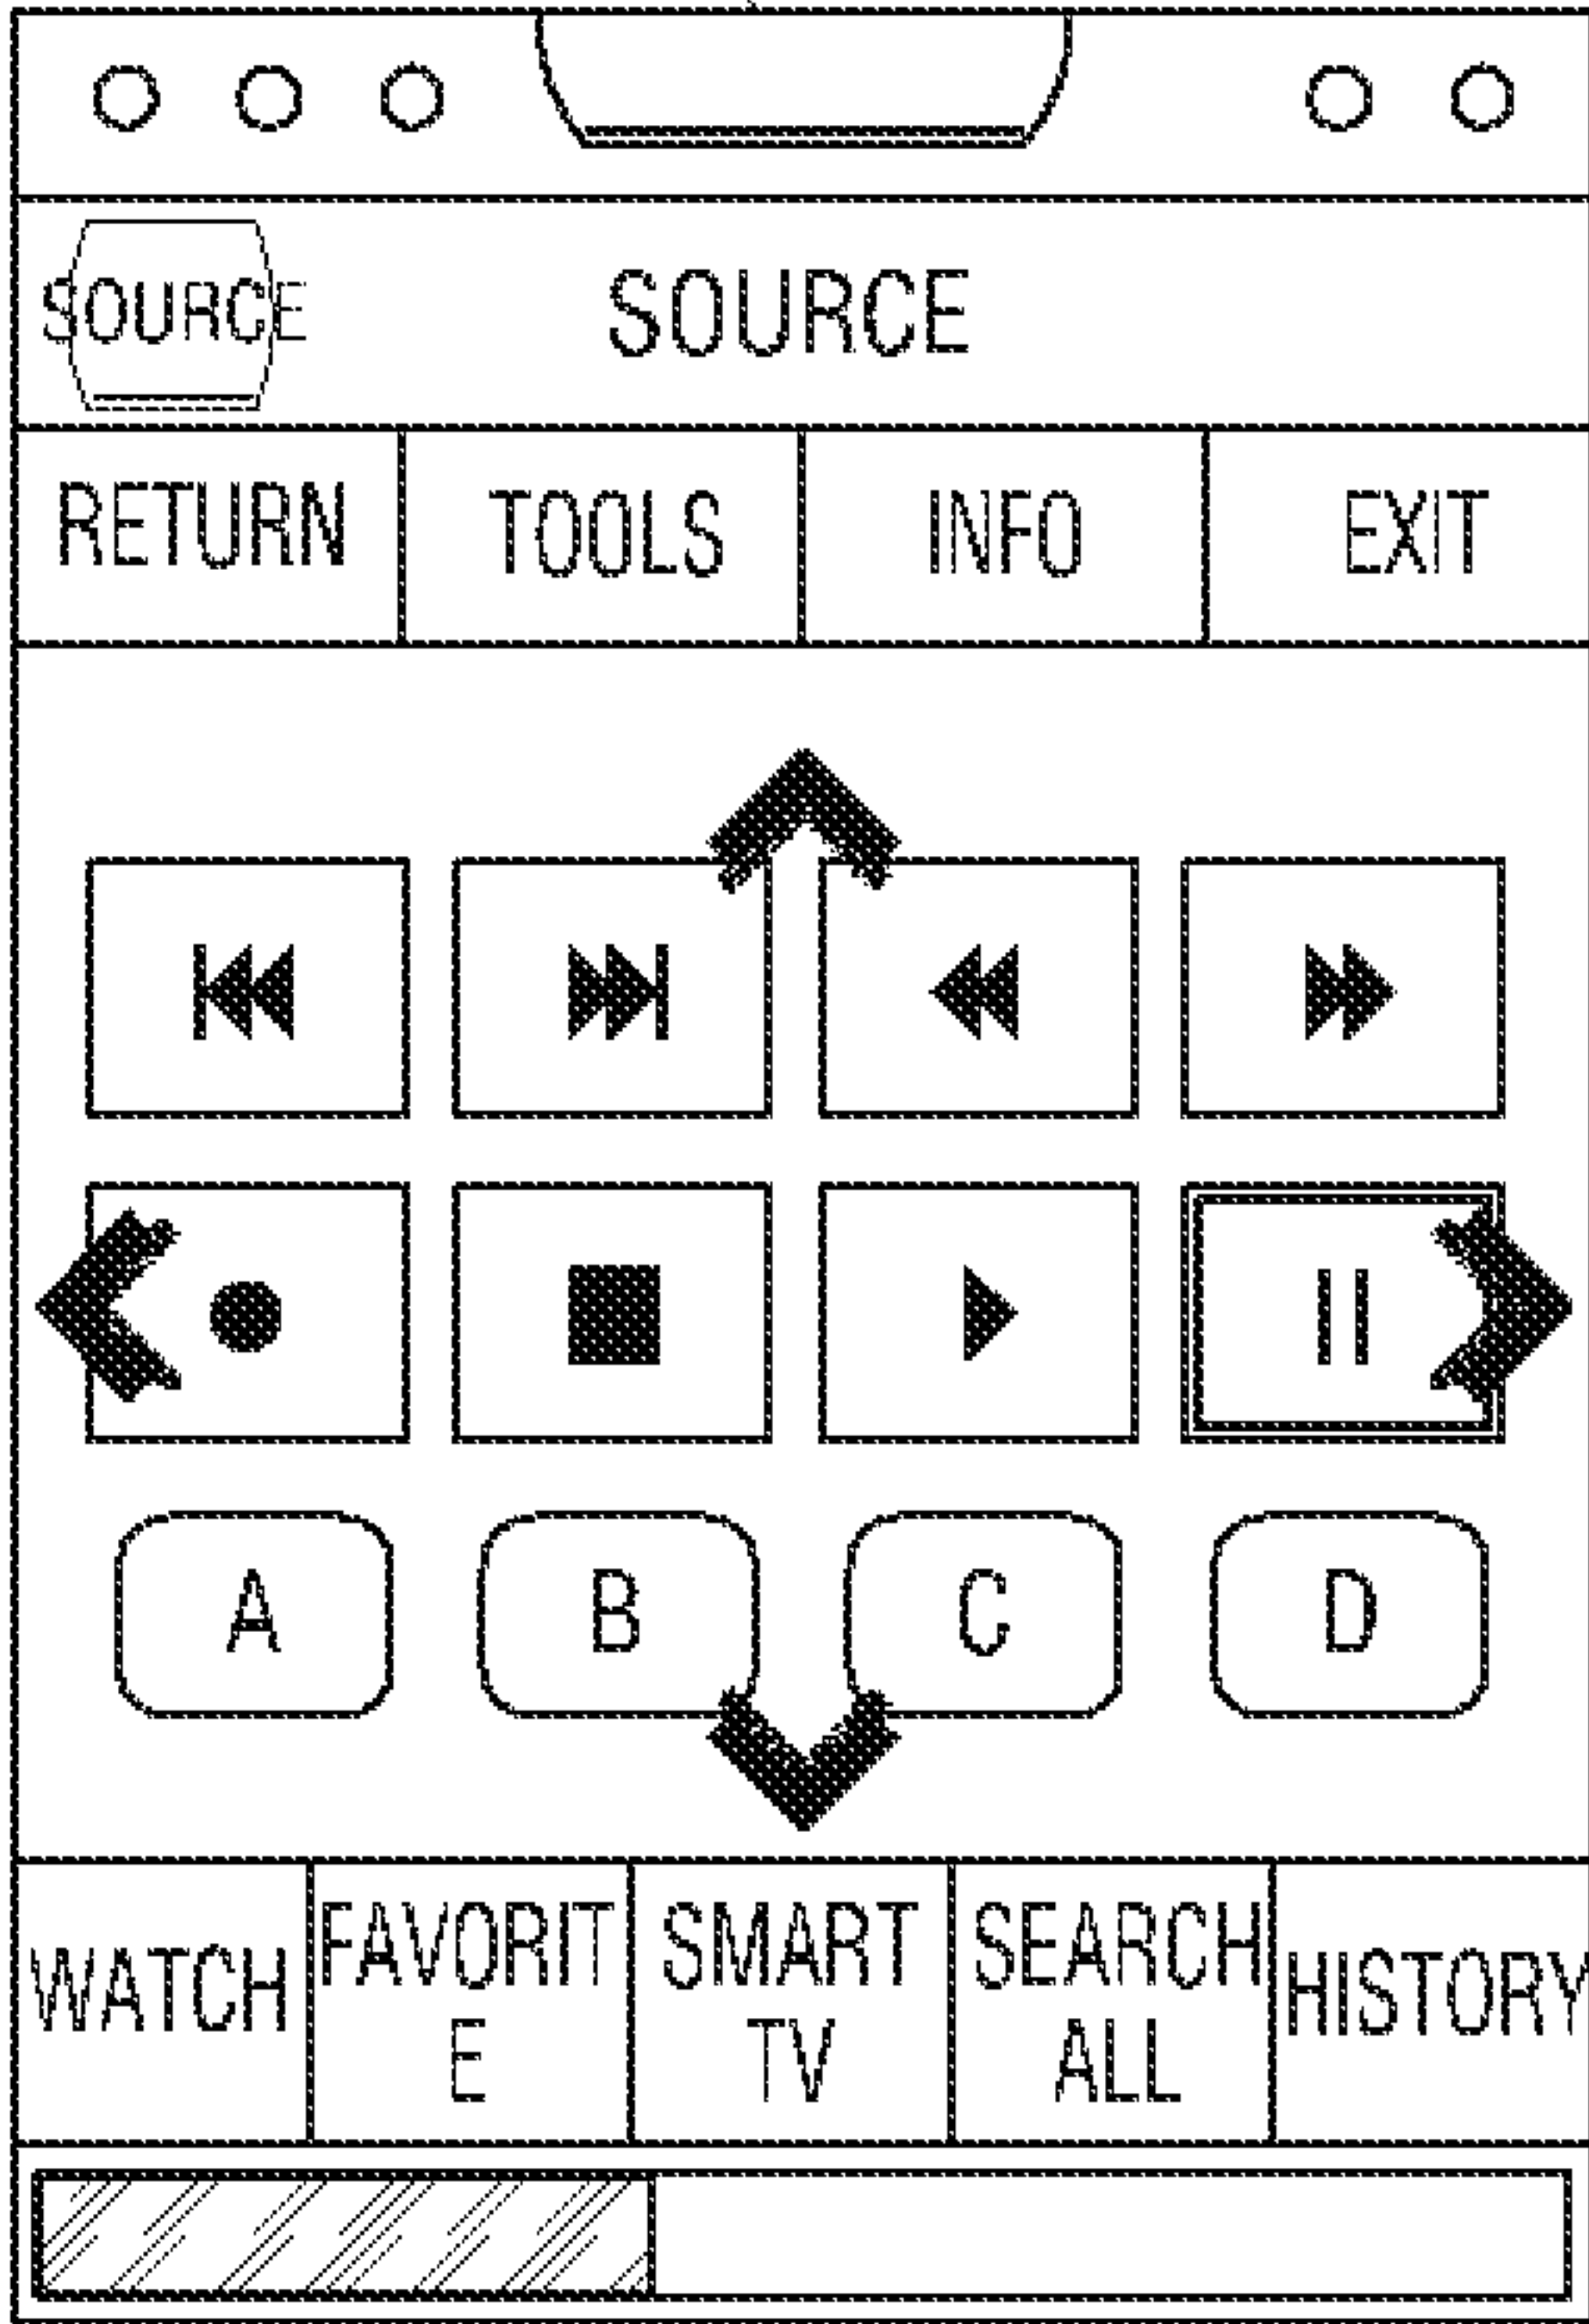 SOURCE
SOURCE
RETURN
TOOLS
INFO
EXIT
A
B
C
D
WATCH
FAVORIT
E
SMART
TV
SEARCH
ALL
HISTORY